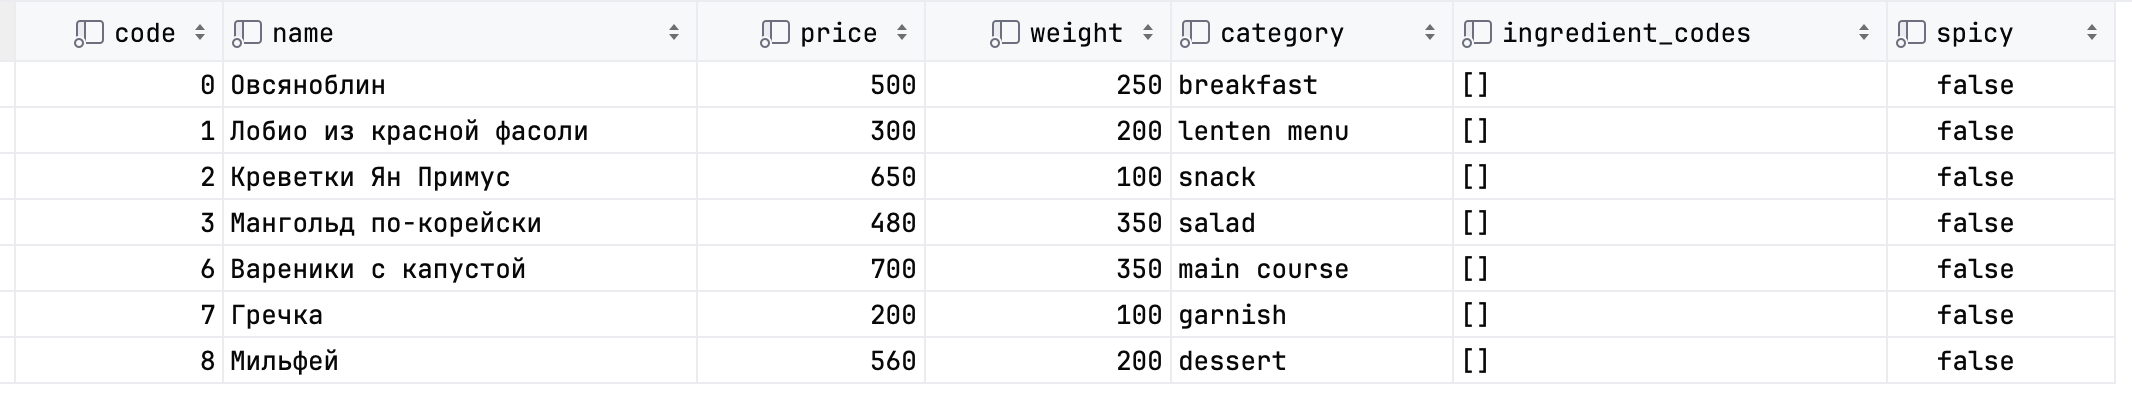 code name price weight category ingredient_codes spicy
0 Овсяноблин 500 250 breakfast [] false
1 Лобио из красной фасоли 300 200 lenten menu [] false
2 Креветки Ян Примус 650 100 snack [] false
3 Мангольд по-корейски 480 350 salad [] false
6 Вареники с капустой 700 350 main course [] false
7 Гречка 200 100 garnish [] false
8 Мильфей 560 200 dessert [] false